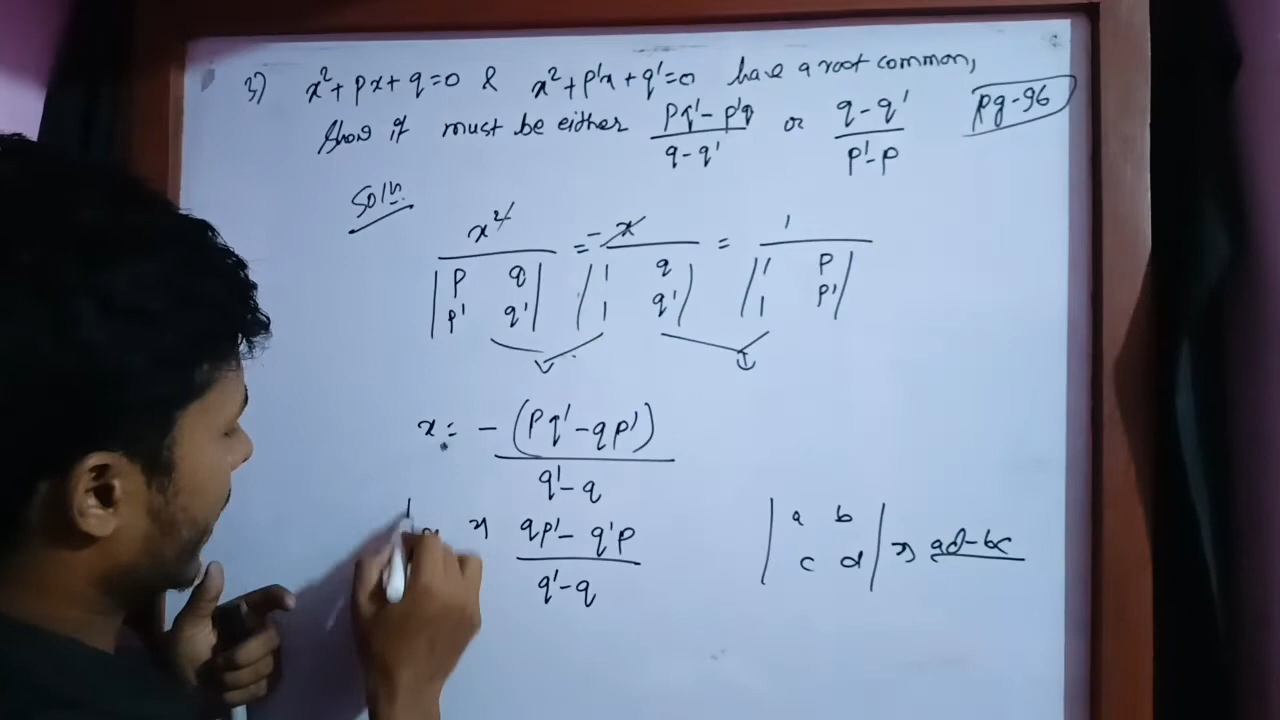 3) x²+px+q=0 & x²+p'x+q'=0 have a root common,
Show it must be either (pq'-p'q)/(q-q') or (q-q')/(p'-p) pg-96
Soln.
x²/|p q; p' q'| = -x/|1 q; 1 q'| = 1/|1 p; 1 p'|
x = -(pq'-qp')/(q'-q)
(qp'-q'p)/(q'-q)
|a b; c d| ⇒ ad-bc